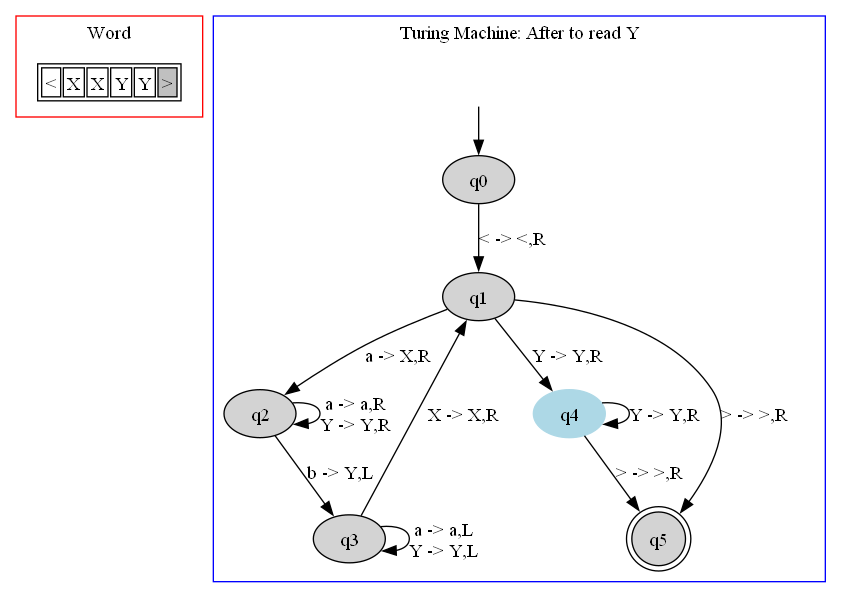 Word
< X X Y Y >
Turing Machine: After to read Y
q0
< -> <,R
q1
a -> X,R
Y -> Y,R
q2
a -> a,R
Y -> Y,R
X -> X,R
q4
Y -> Y,R
> -> >,R
b -> Y,L
> -> >,R
q3
a -> a,L
Y -> Y,L
q5